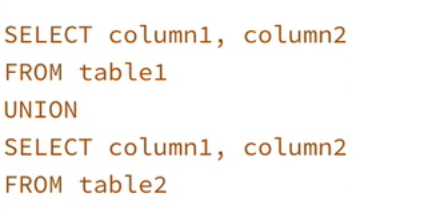 SELECT column1, column2
FROM table1
UNION
SELECT column1, column2
FROM table2